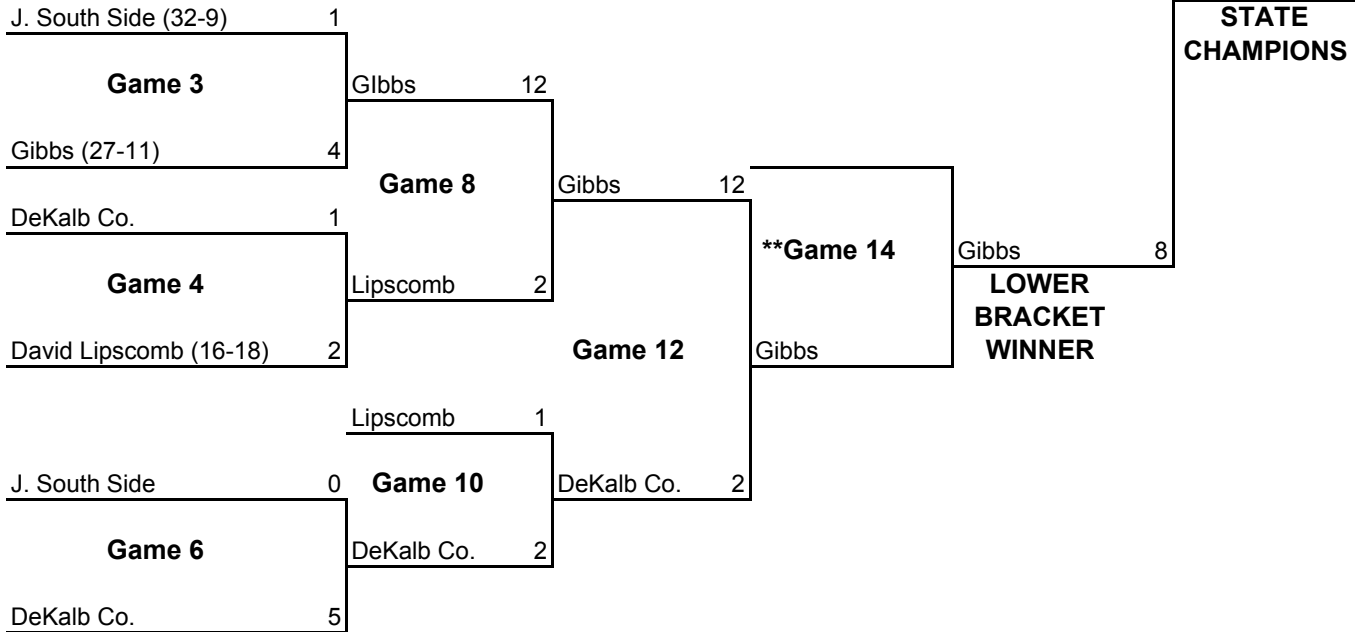 J. South Side (32-9) 1
STATE
CHAMPIONS
Game 3
GIbbs 12
Gibbs (27-11) 4
Game 8
Gibbs 12
DeKalb Co. 1
**Game 14
Gibbs 8
Game 4
Lipscomb 2
LOWER
BRACKET
WINNER
David Lipscomb (16-18) 2
Game 12
Gibbs
Lipscomb 1
J. South Side 0
Game 10
DeKalb Co. 2
Game 6
DeKalb Co. 2
DeKalb Co. 5